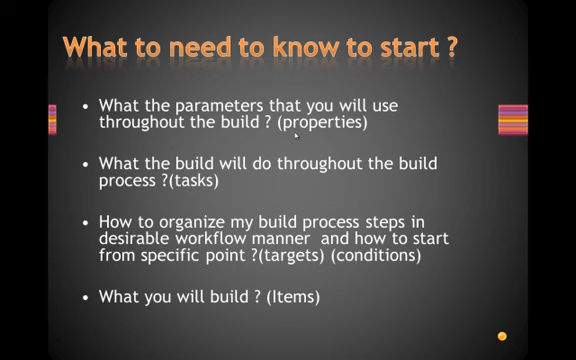 What to need to know to start ?
• What the parameters that you will use
throughout the build ? (properties)
• What the build will do throughout the build
process ?(tasks)
• How to organize my build process steps in
desirable workflow manner and how to start
from specific point ?(targets) (conditions)
• What you will build ? (Items)